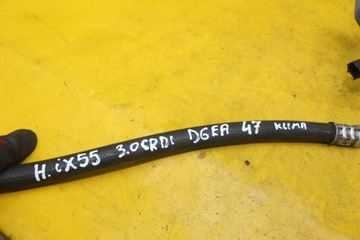 H. iX55 3.0CRDI D6EA 47 KLIMA